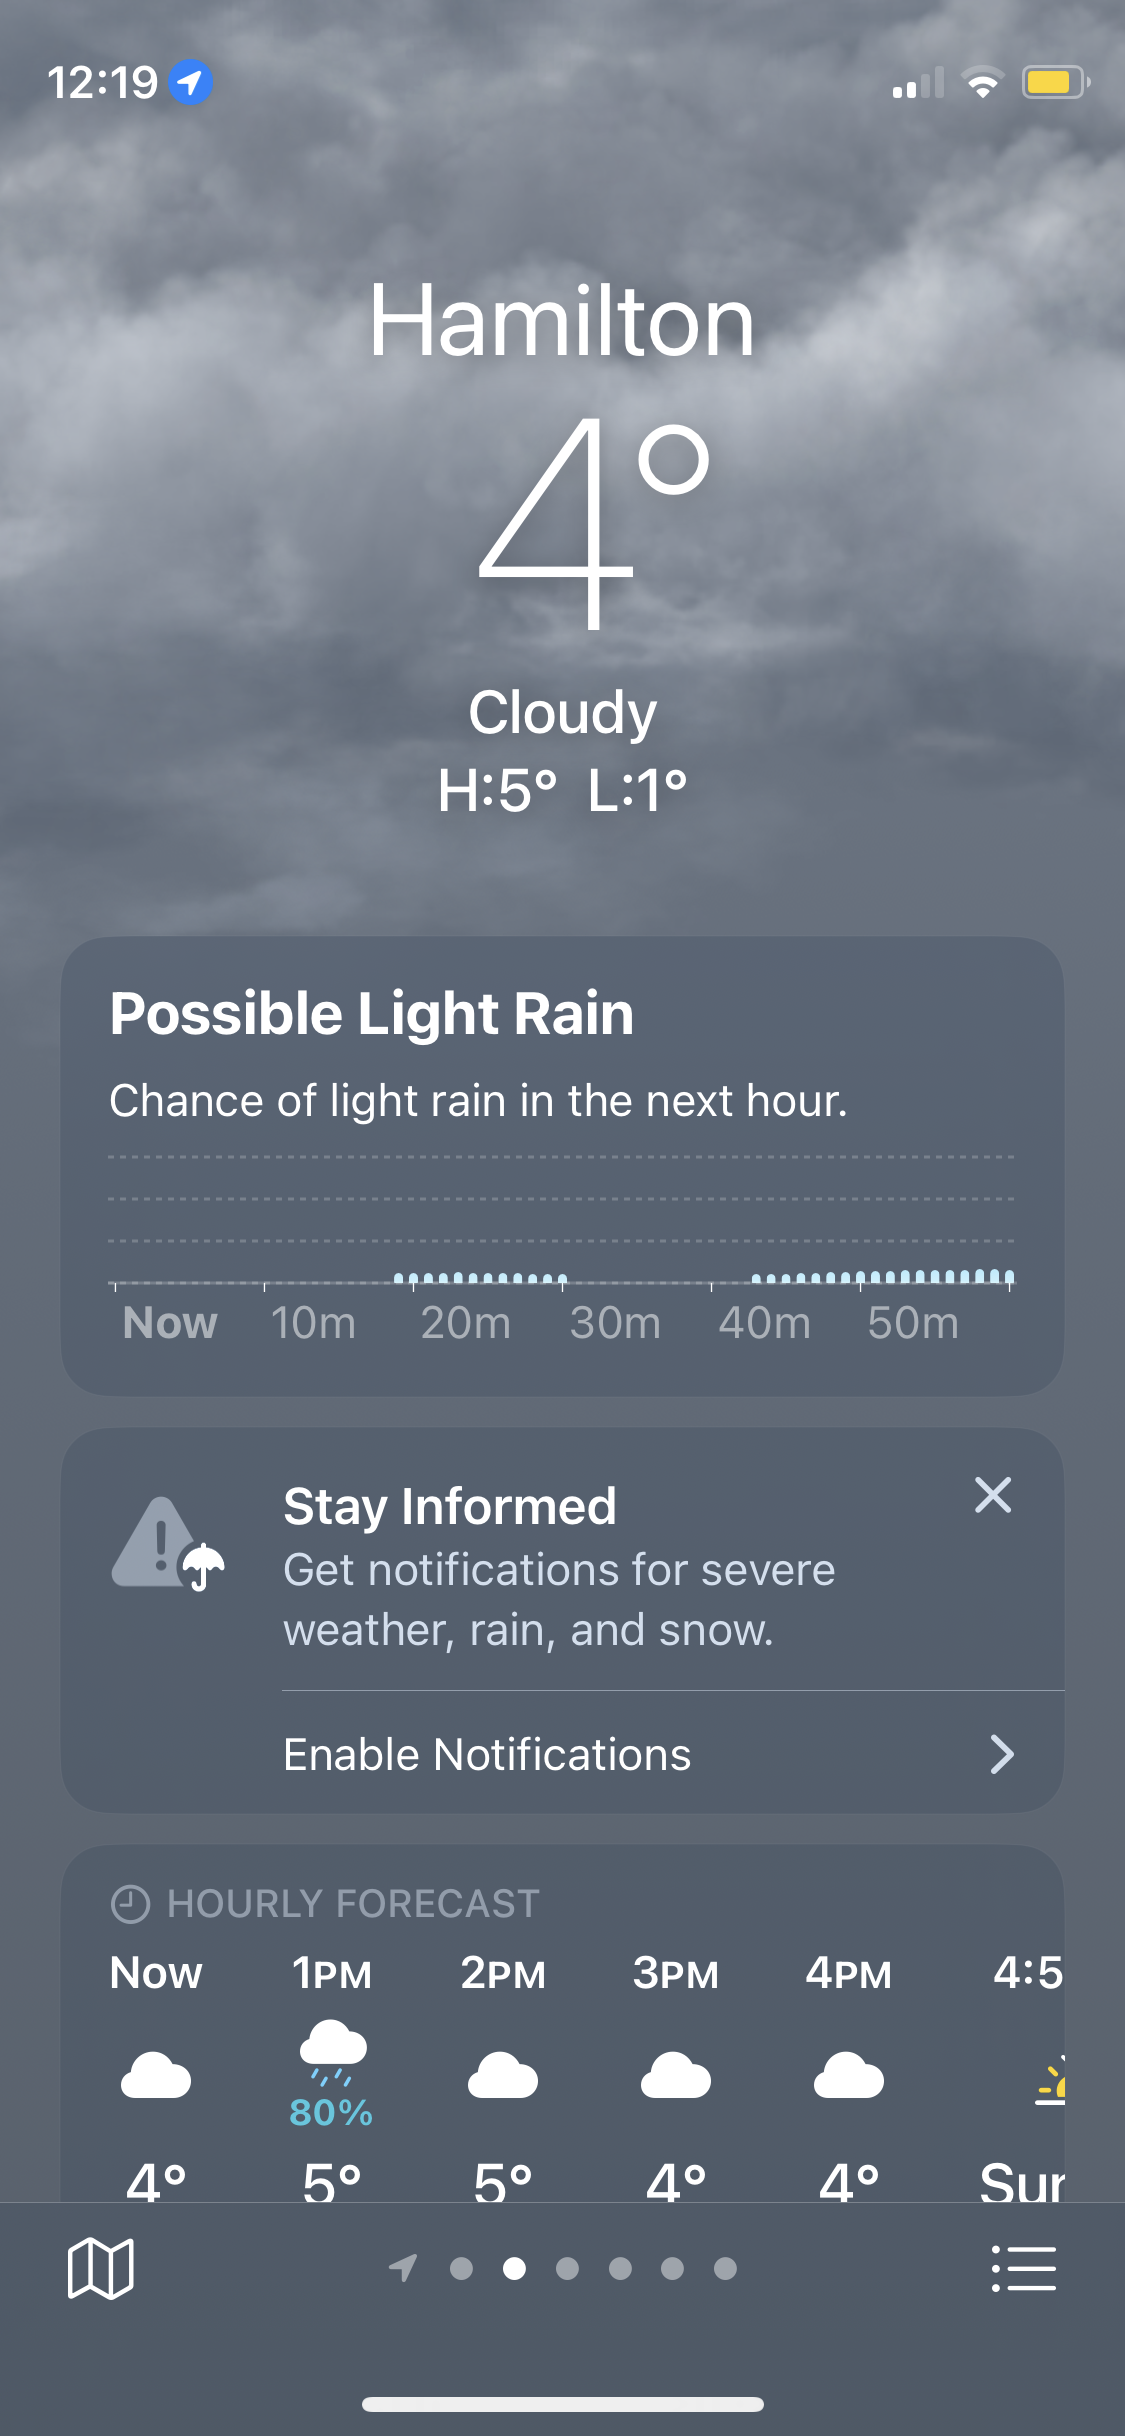 12:19
Hamilton
4°
Cloudy
H:5° L:1°
Possible Light Rain
Chance of light rain in the next hour.
Now 10m 20m 30m 40m 50m
Stay Informed
Get notifications for severe
weather, rain, and snow.
Enable Notifications
HOURLY FORECAST
Now 1PM 2PM 3PM 4PM 4:5
80%
4° 5° 5° 4° 4° Sun